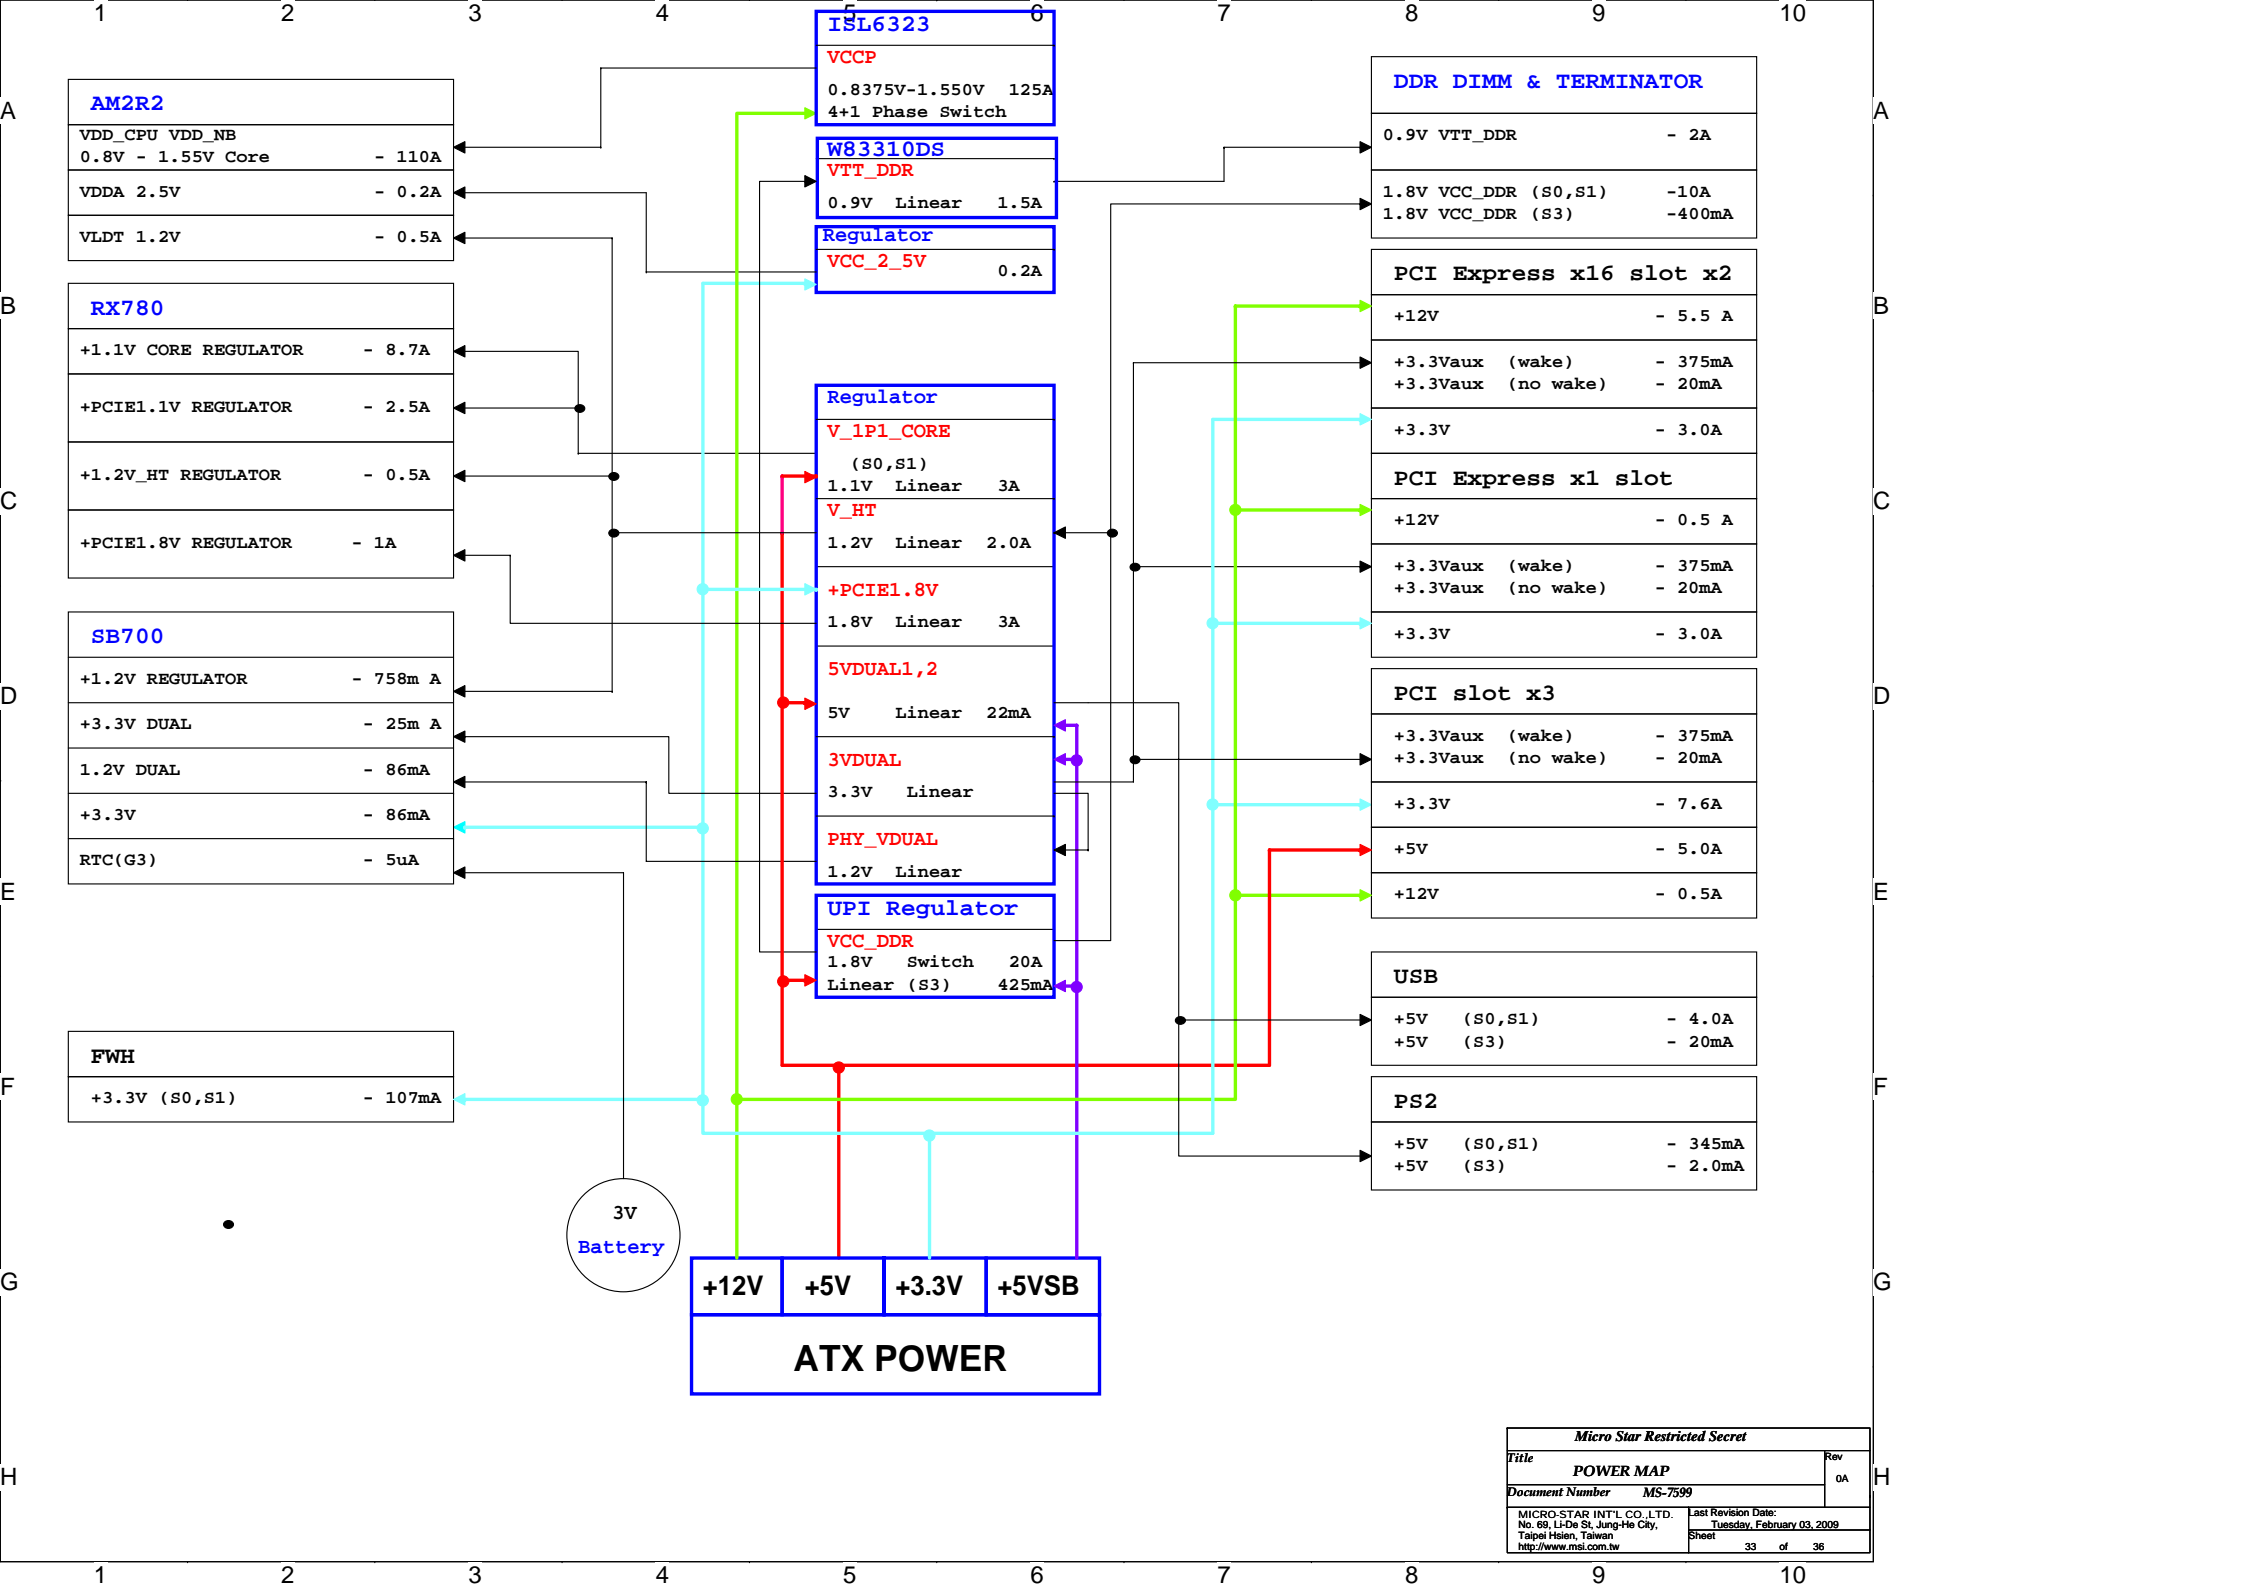 1 2 3 4 5 6 7 8 9 10
A
B
C
D
E
F
G
H
AM2R2
VDD_CPU VDD_NB
0.8V - 1.55V Core - 110A
VDDA 2.5V - 0.2A
VLDT 1.2V - 0.5A
RX780
+1.1V CORE REGULATOR - 8.7A
+PCIE1.1V REGULATOR - 2.5A
+1.2V_HT REGULATOR - 0.5A
+PCIE1.8V REGULATOR - 1A
SB700
+1.2V REGULATOR - 758m A
+3.3V DUAL - 25m A
1.2V DUAL - 86mA
+3.3V - 86mA
RTC(G3) - 5uA
FWH
+3.3V (S0,S1) - 107mA
3V
Battery
ISL6323
VCCP
0.8375V-1.550V 125A
4+1 Phase Switch
W83310DS
VTT_DDR
0.9V Linear 1.5A
Regulator
VCC_2_5V 0.2A
Regulator
V_1P1_CORE
(S0,S1)
1.1V Linear 3A
V_HT
1.2V Linear 2.0A
+PCIE1.8V
1.8V Linear 3A
5VDUAL1,2
5V Linear 22mA
3VDUAL
3.3V Linear
PHY_VDUAL
1.2V Linear
UPI Regulator
VCC_DDR
1.8V Switch 20A
Linear (S3) 425mA
+12V +5V +3.3V +5VSB
ATX POWER
DDR DIMM & TERMINATOR
0.9V VTT_DDR - 2A
1.8V VCC_DDR (S0,S1) -10A
1.8V VCC_DDR (S3) -400mA
PCI Express x16 slot x2
+12V - 5.5 A
+3.3Vaux (wake) - 375mA
+3.3Vaux (no wake) - 20mA
+3.3V - 3.0A
PCI Express x1 slot
+12V - 0.5 A
+3.3Vaux (wake) - 375mA
+3.3Vaux (no wake) - 20mA
+3.3V - 3.0A
PCI slot x3
+3.3Vaux (wake) - 375mA
+3.3Vaux (no wake) - 20mA
+3.3V - 7.6A
+5V - 5.0A
+12V - 0.5A
USB
+5V (S0,S1) - 4.0A
+5V (S3) - 20mA
PS2
+5V (S0,S1) - 345mA
+5V (S3) - 2.0mA
A
B
C
D
E
F
G
H
Micro Star Restricted Secret
Title
POWER MAP
Rev
0A
Document Number MS-7599
MICRO-STAR INT'L CO.,LTD.
No. 69, Li-De St, Jung-He City,
Taipei Hsien, Taiwan
http://www.msi.com.tw
Last Revision Date:
Tuesday, February 03, 2009
Sheet
33 of 36
1 2 3 4 5 6 7 8 9 10